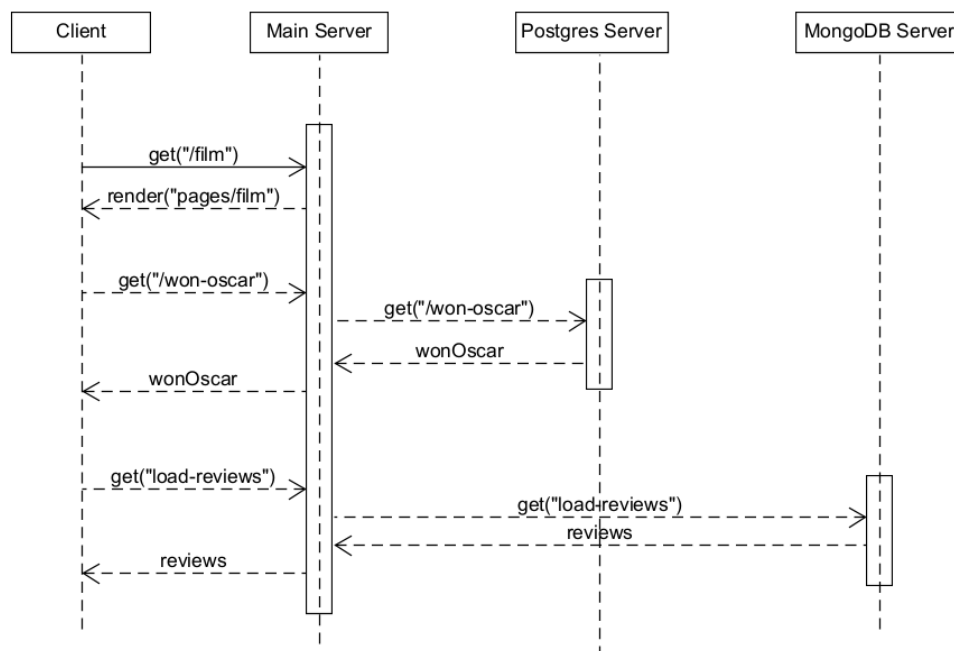 Client
Main Server
Postgres Server
MongoDB Server
get("/film")
render("pages/film")
get("/won-oscar")
get("/won-oscar")
wonOscar
wonOscar
get("load-reviews")
get("load-reviews")
reviews
reviews